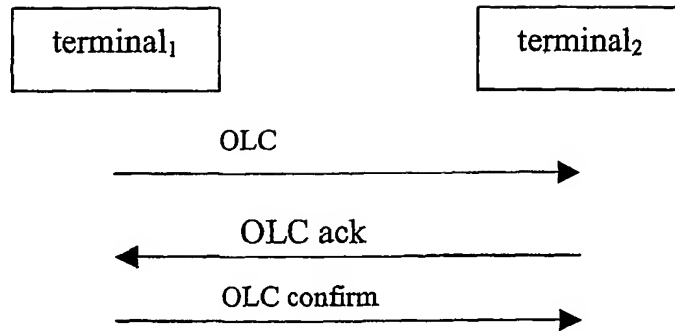 terminal₁
terminal₂
OLC
OLC ack
OLC confirm